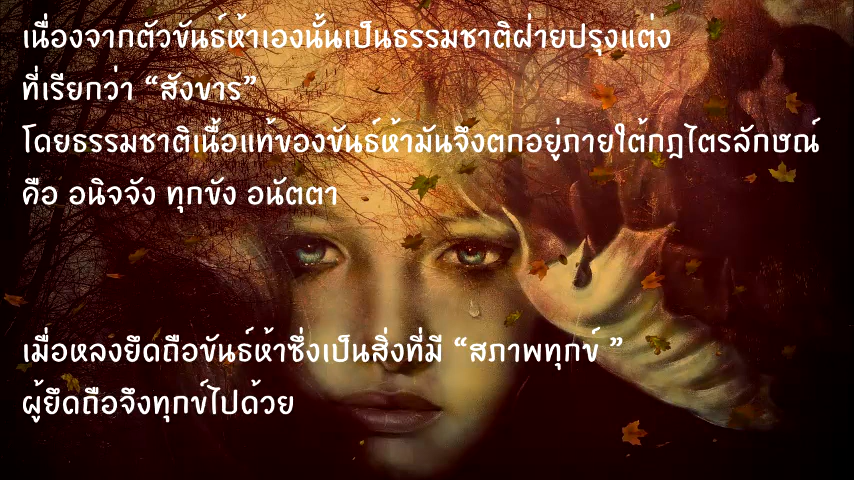 เนื่องจากตัวขันธ์ห้าเองนั้นเป็นธรรมชาติฝ่ายปรุงแต่ง
ที่เรียกว่า “สังขาร”
โดยธรรมชาติเนื้อแท้ของขันธ์ห้ามันจึงตกอยู่ภายใต้กฎไตรลักษณ์
คือ อนิจจัง ทุกขัง อนัตตา
เมื่อหลงยึดถือขันธ์ห้าซึ่งเป็นสิ่งที่มี “สภาพทุกข์ ”
ผู้ยึดถือจึงทุกข์ไปด้วย